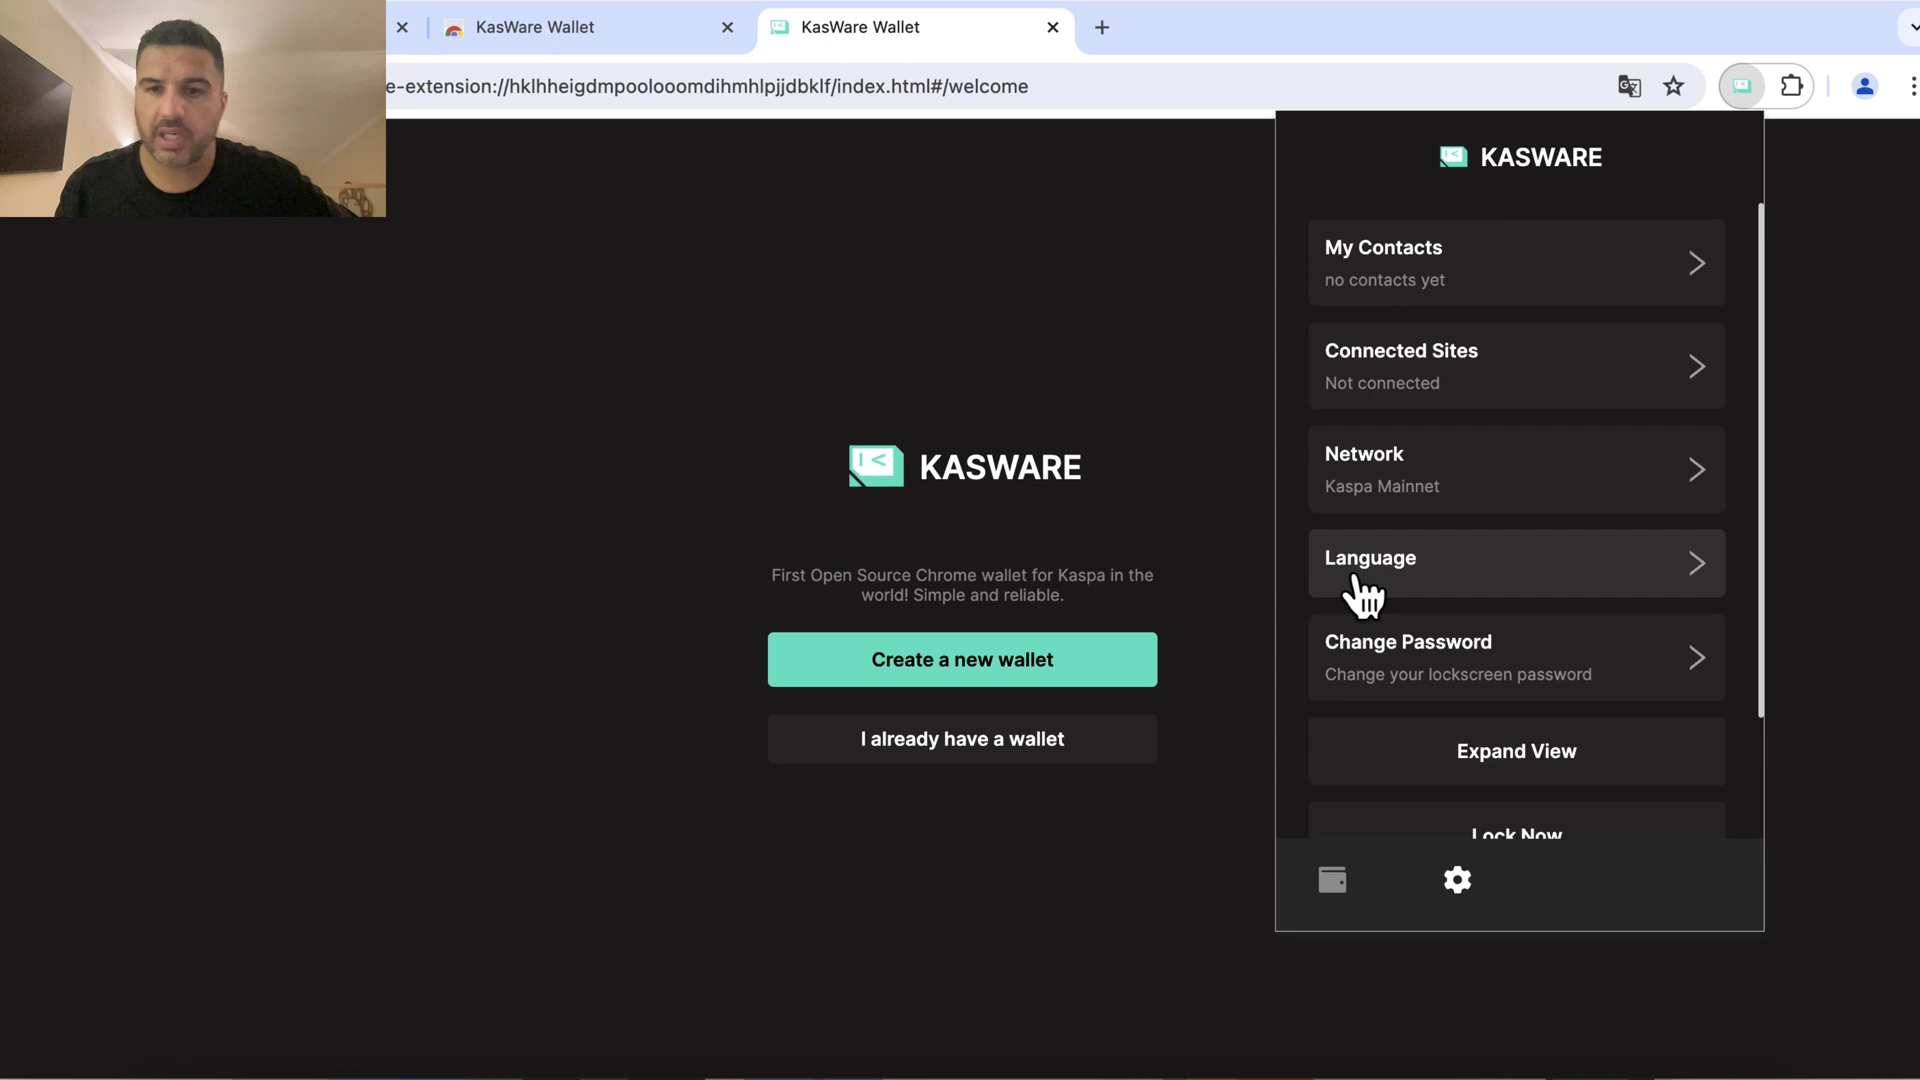 KasWare Wallet
KasWare Wallet
e-extension://hklhheigdmpoolooomdihmhlpjjdbklf/index.html#/welcome
KASWARE
My Contacts
no contacts yet
Connected Sites
Not connected
Network
Kaspa Mainnet
Language
Change Password
Change your lockscreen password
Expand View
Lock Now
KASWARE
First Open Source Chrome wallet for Kaspa in the
world! Simple and reliable.
Create a new wallet
I already have a wallet